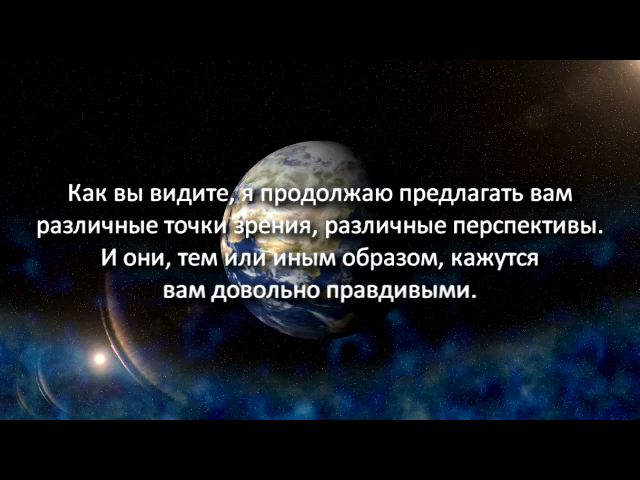 Как вы видите, я продолжаю предлагать вам
различные точки зрения, различные перспективы.
И они, тем или иным образом, кажутся
вам довольно правдивыми.